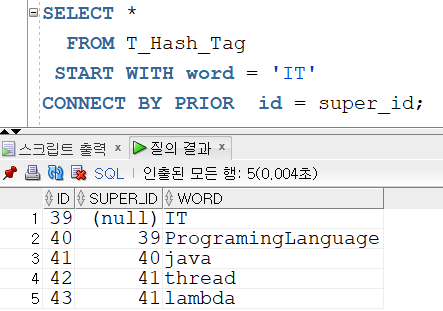 SELECT *
FROM T_Hash_Tag
START WITH word = 'IT'
CONNECT BY PRIOR id = super_id;
스크립트 출력 x 질의 결과 x
SQL | 인출된 모든 행: 5(0,004초)
ID SUPER_ID WORD
1 39 (null) IT
2 40 39 ProgramingLanguage
3 41 40 java
4 42 41 thread
5 43 41 lambda